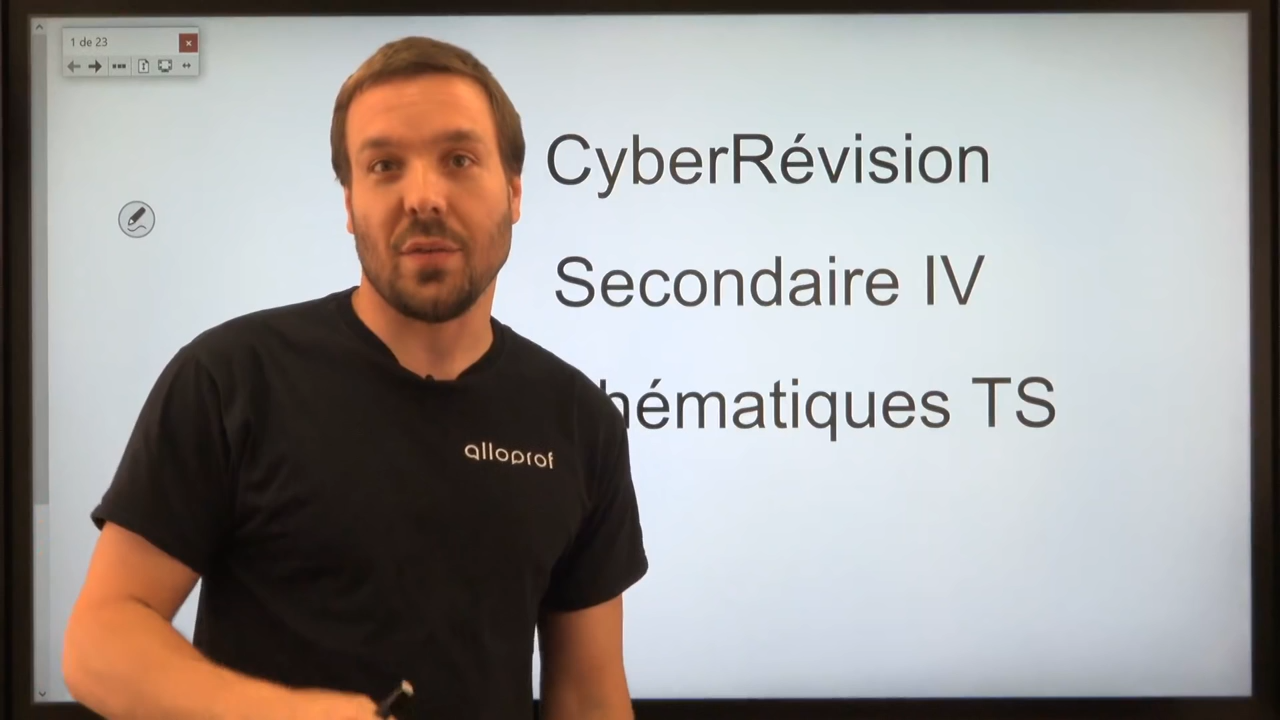 1 de 23
CyberRévision
Secondaire IV
hématiques TS
alloprof